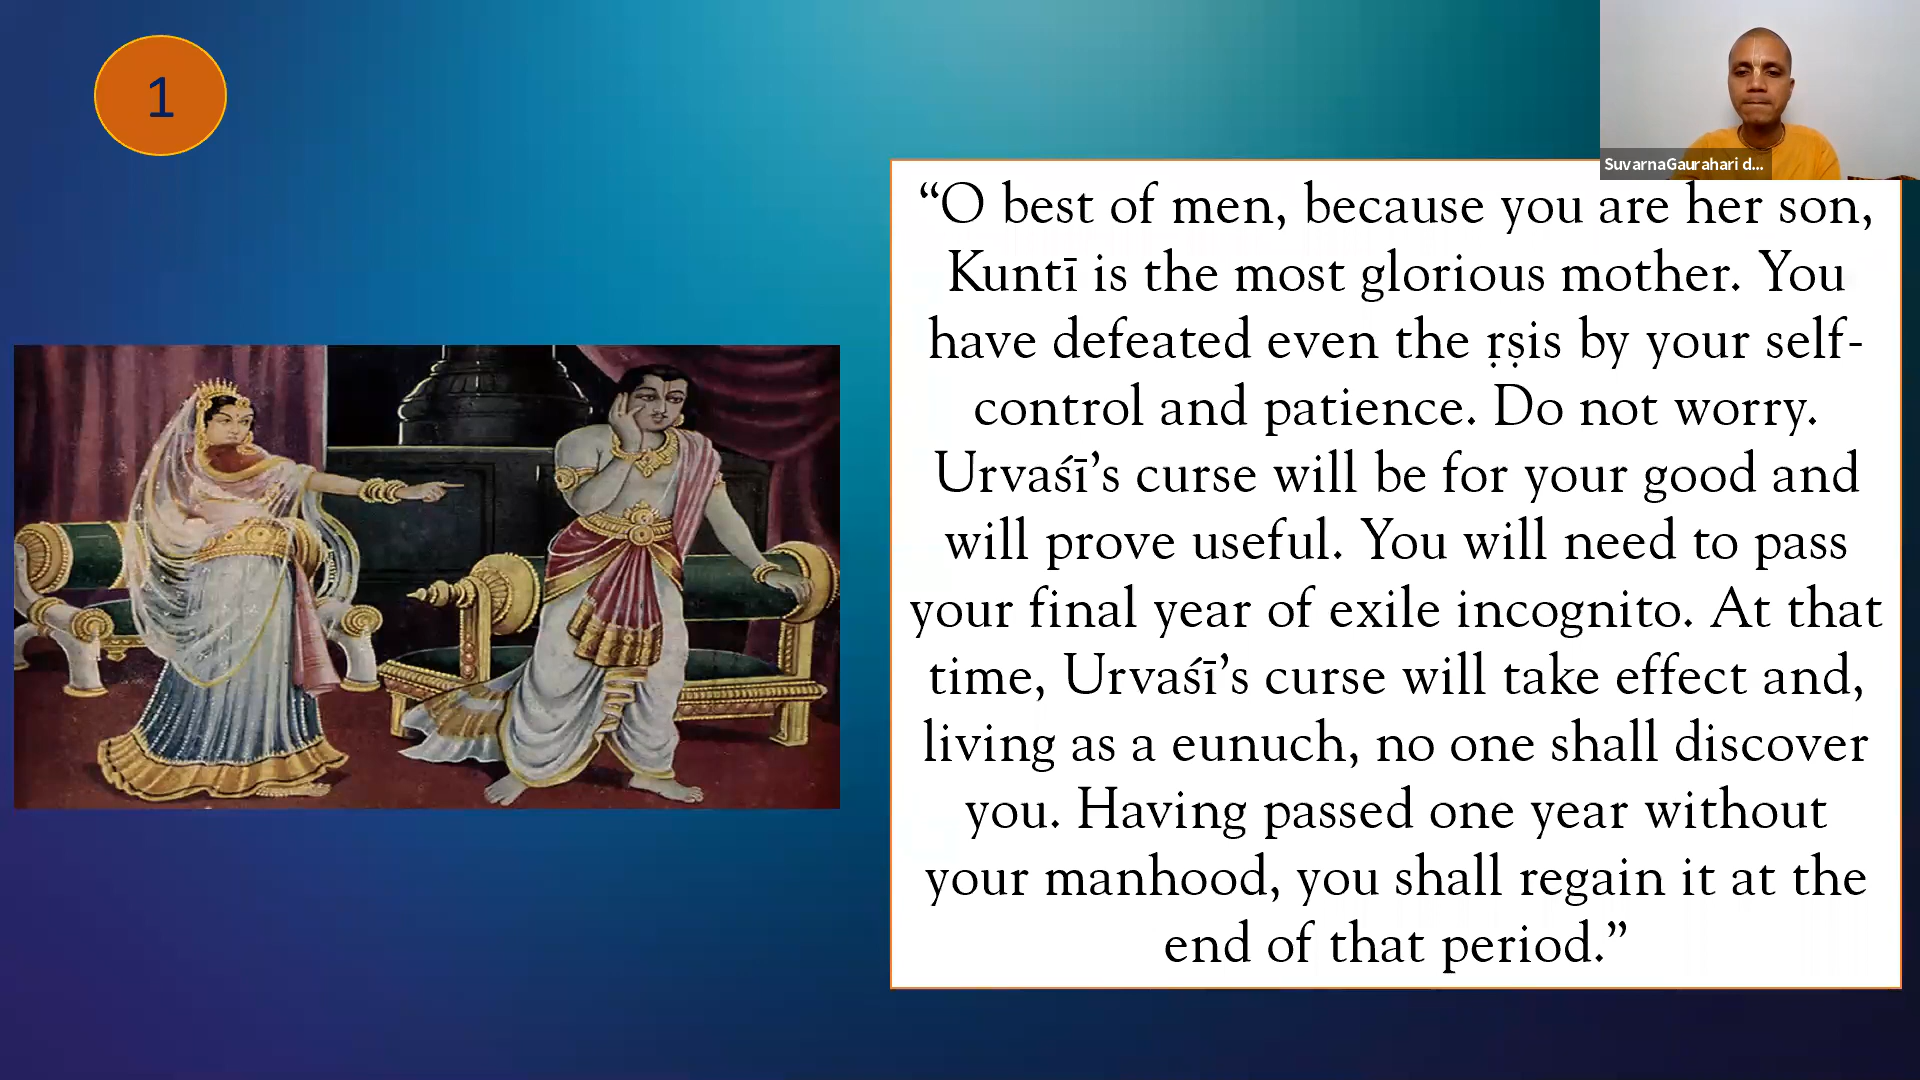 1
SuvarnaGaurahari d...
“O best of men, because you are her son,
Kuntī is the most glorious mother. You
have defeated even the ṛṣis by your self-
control and patience. Do not worry.
Urvaśī’s curse will be for your good and
will prove useful. You will need to pass
your final year of exile incognito. At that
time, Urvaśī’s curse will take effect and,
living as a eunuch, no one shall discover
you. Having passed one year without
your manhood, you shall regain it at the
end of that period.”